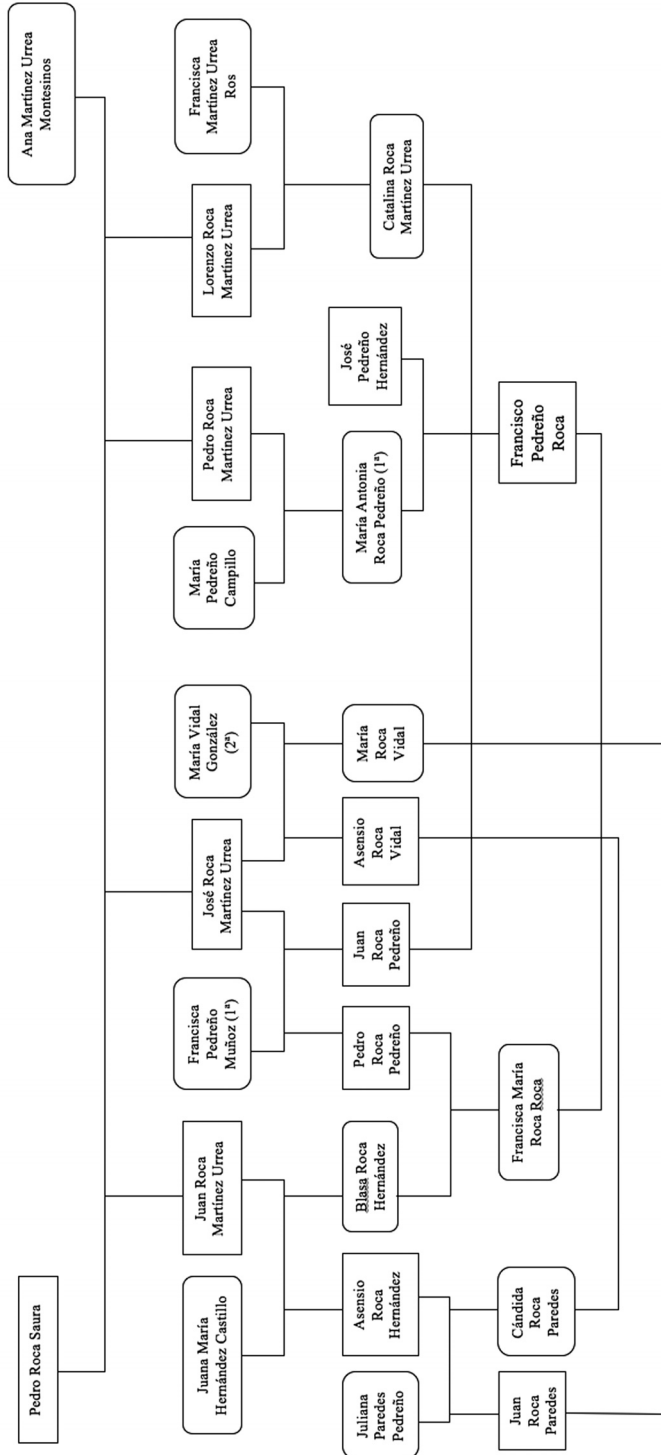 Pedro Roca Saura
Ana Martínez Urrea
Montesinos
Juana María
Hernández Castillo
Juan Roca
Martínez Urrea
Francisca
Pedreño
Muñoz (1ª)
José Roca
Martínez Urrea
María Vidal
González
(2ª)
María
Pedreño
Campillo
Pedro Roca
Martínez Urrea
Lorenzo Roca
Martínez Urrea
Francisca
Martínez Urrea
Ros
Juliana
Paredes
Pedreño
Asensio
Roca
Hernández
Blasa Roca
Hernández
Pedro
Roca
Pedreño
Juan
Roca
Pedreño
Asensio
Roca
Vidal
María
Roca
Vidal
María Antonia
Roca Pedreño (1ª)
José
Pedreño
Hernández
Catalina Roca
Martínez Urrea
Juan
Roca
Paredes
Cándida
Roca
Paredes
Francisca María
Roca Roca
Francisco
Pedreño
Roca